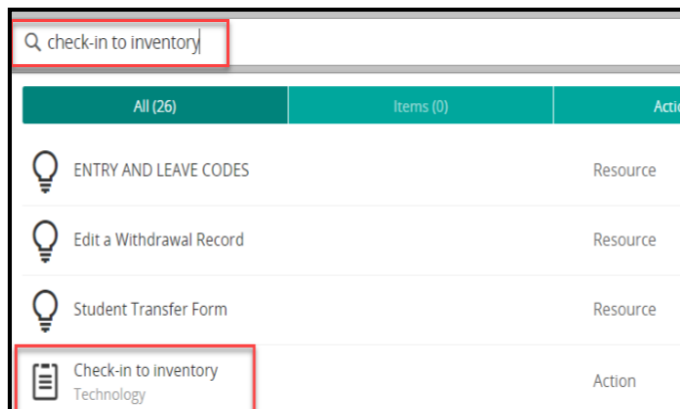 check-in to inventory
All (26)
Items (0)
ENTRY AND LEAVE CODES
Resource
Edit a Withdrawal Record
Resource
Student Transfer Form
Resource
Check-in to inventory
Technology
Action